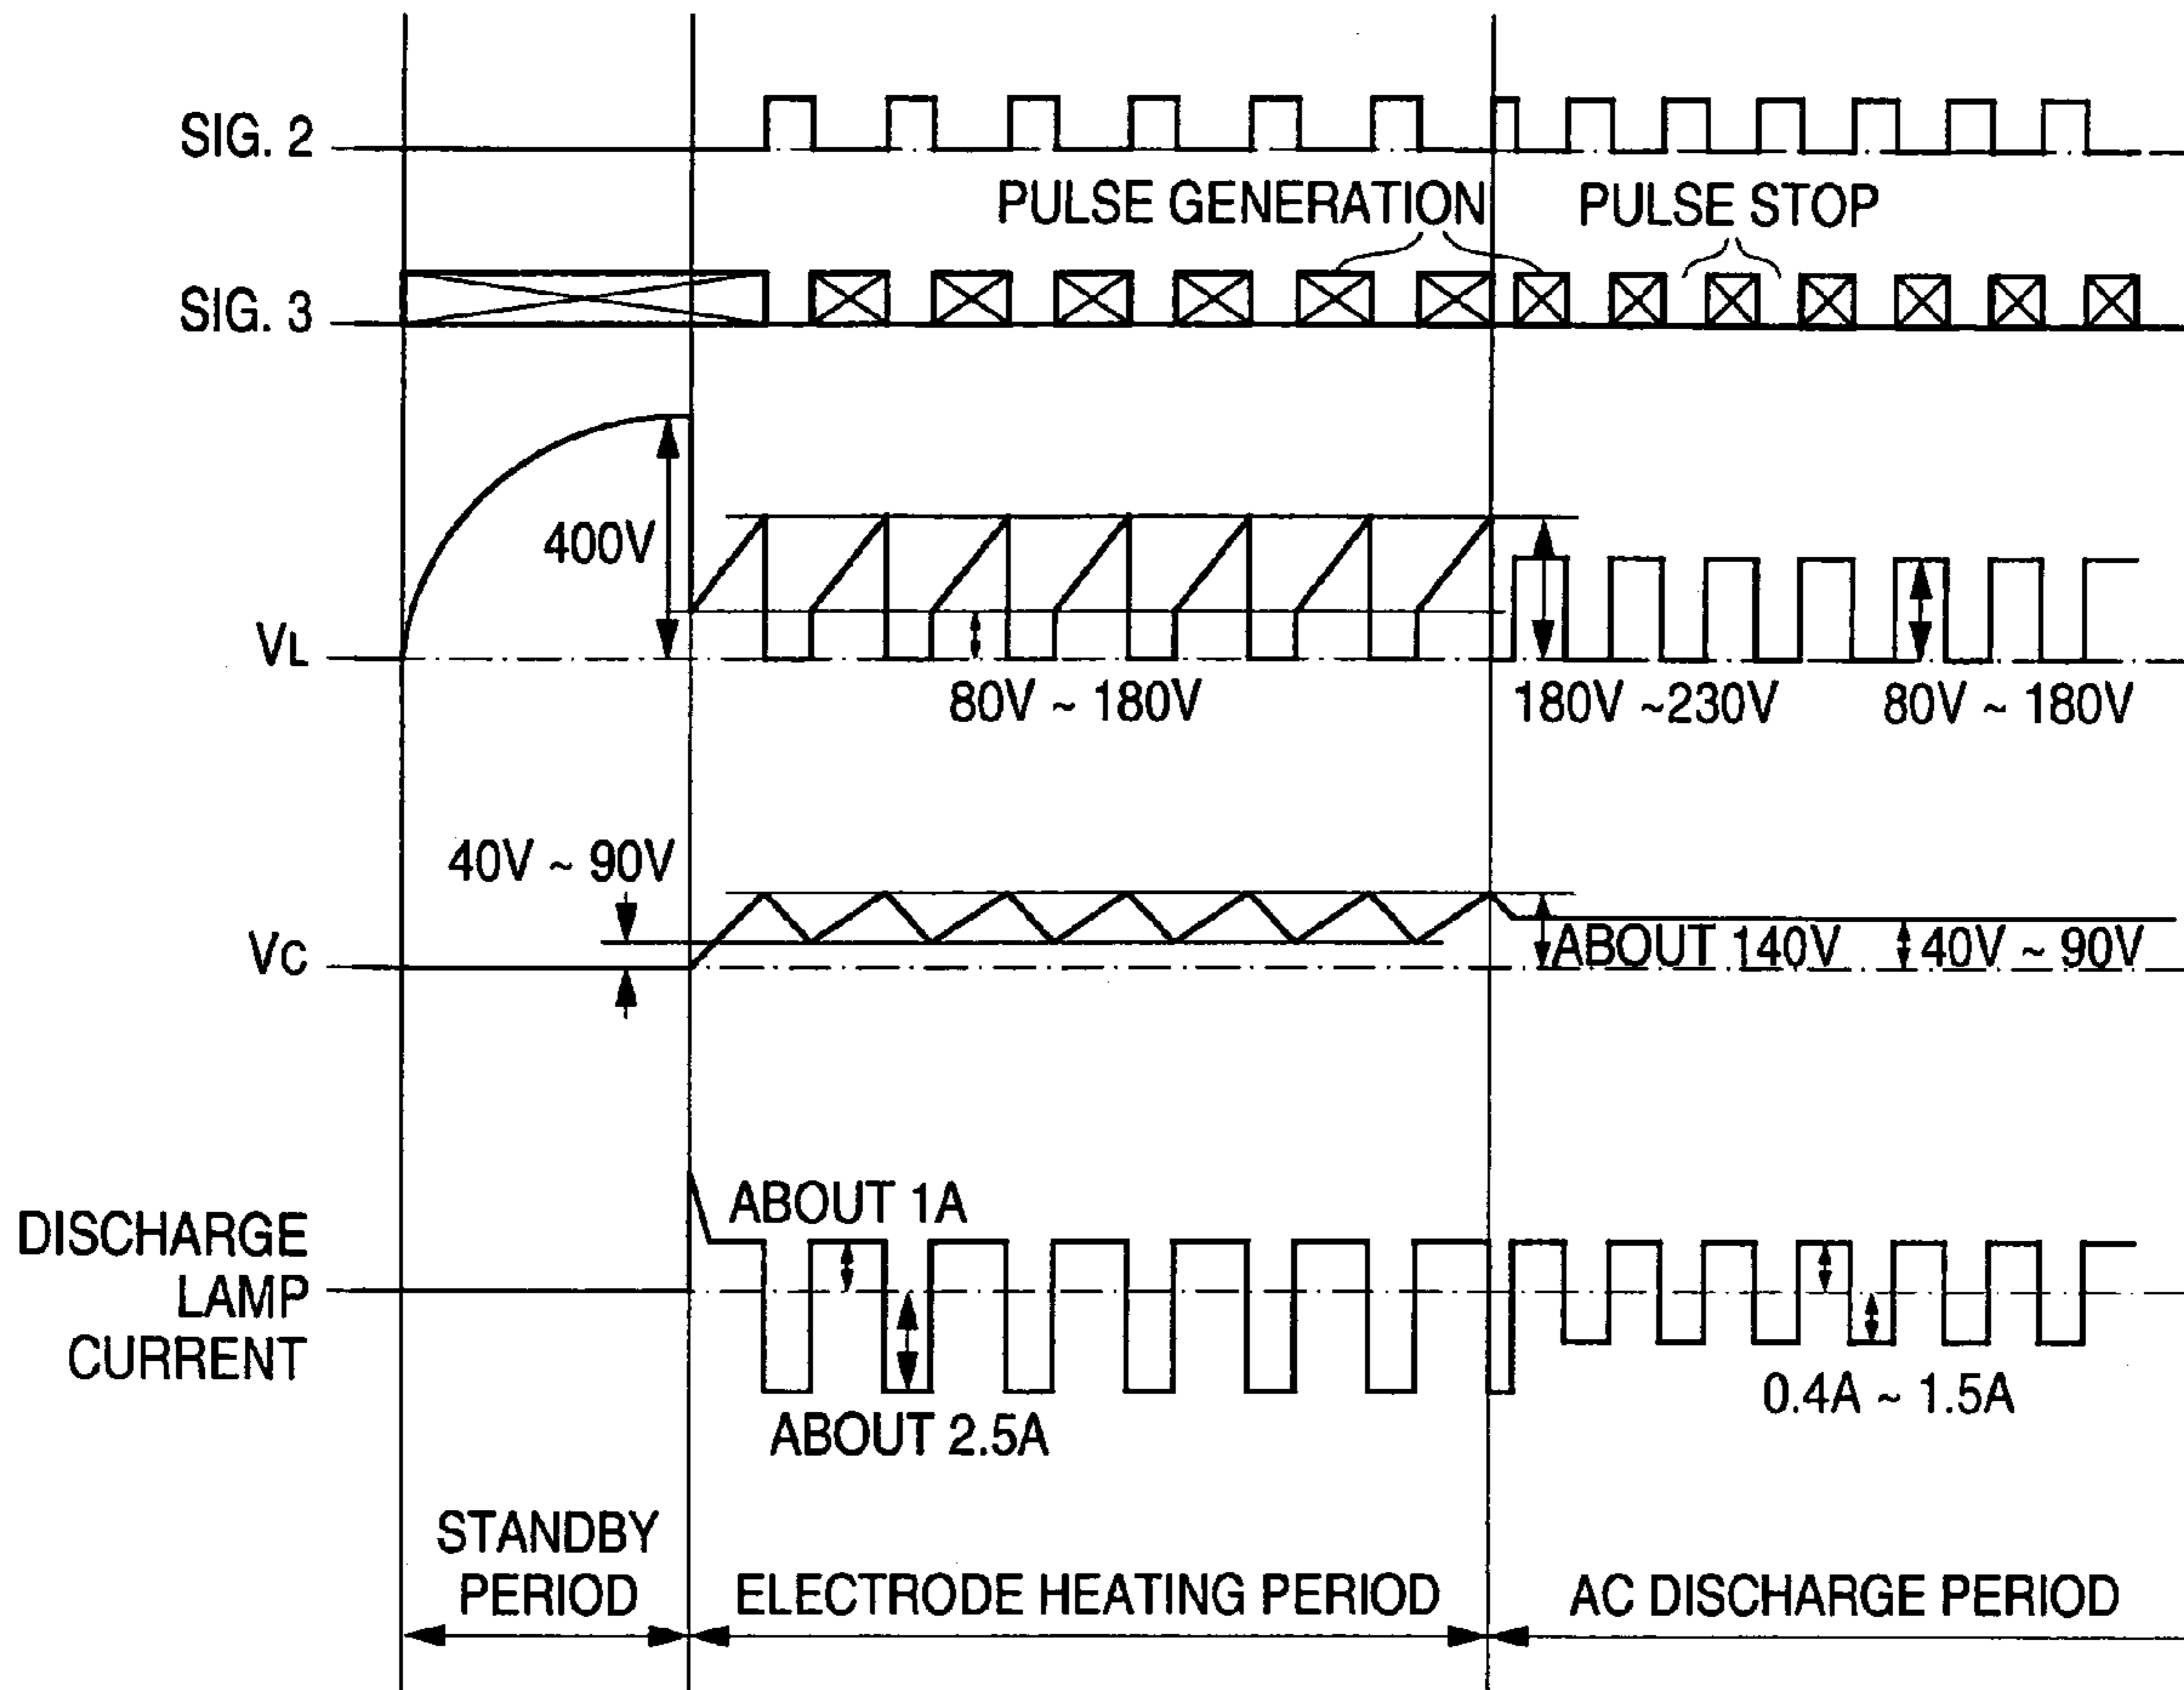 SIG. 2
PULSE GENERATION
PULSE STOP
SIG. 3
400V
VL
80V ~ 180V
180V ~230V
80V ~ 180V
40V ~ 90V
VC
ABOUT 140V
40V ~ 90V
ABOUT 1A
DISCHARGE
LAMP
CURRENT
0.4A ~ 1.5A
ABOUT 2.5A
STANDBY
PERIOD
ELECTRODE HEATING PERIOD
AC DISCHARGE PERIOD